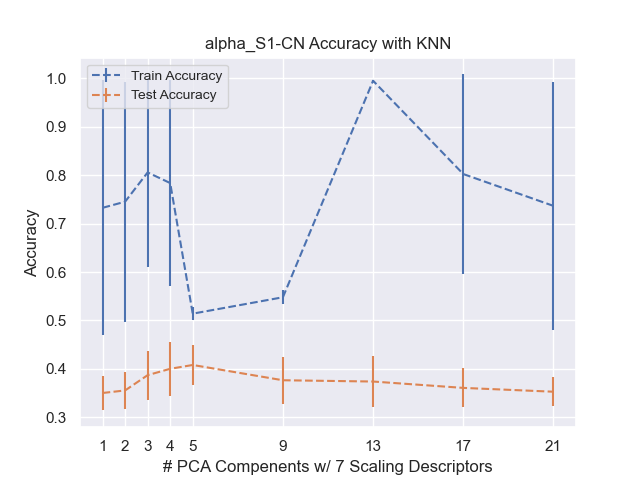 alpha_S1-CN Accuracy with KNN
Train Accuracy
Test Accuracy
1.0
0.9
0.8
0.7
0.6
0.5
0.4
0.3
Accuracy
1 2 3 4 5 9 13 17 21
# PCA Compenents w/ 7 Scaling Descriptors